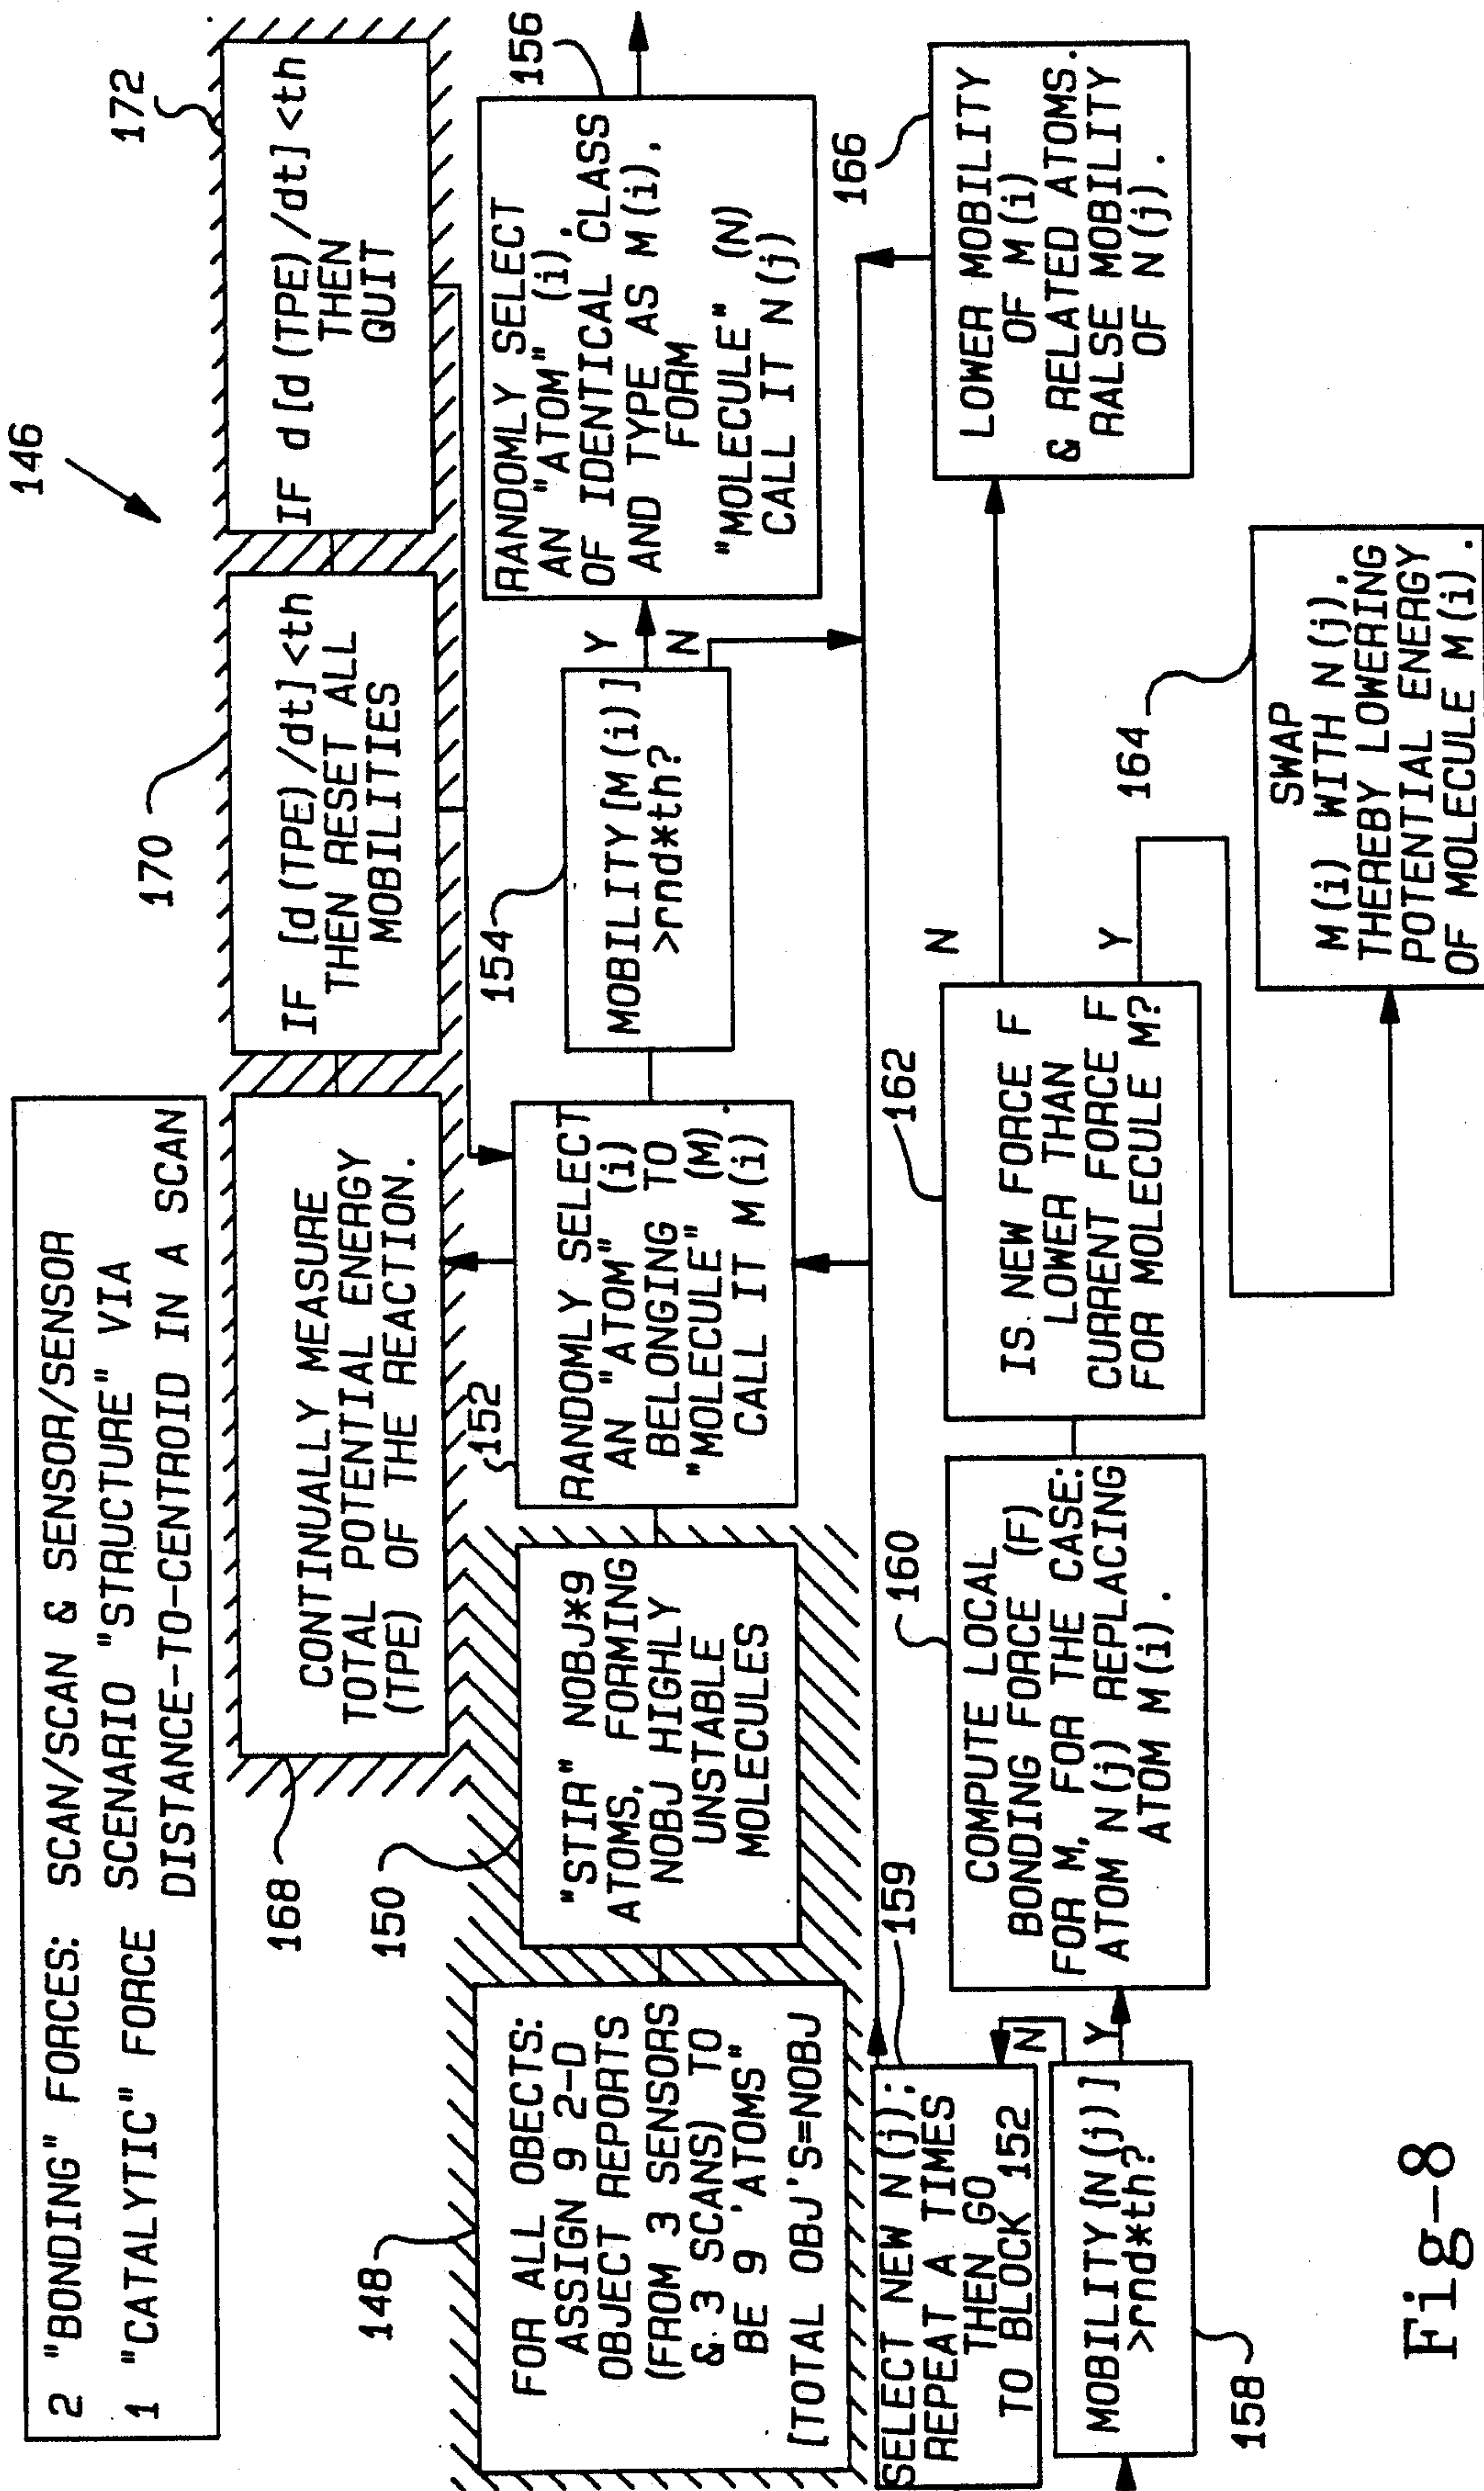 2 "BONDING" FORCES: SCAN/SCAN & SENSOR/SENSOR
1 "CATALYTIC" FORCE SCENARIO "STRUCTURE" VIA
DISTANCE-TO-CENTROID IN A SCAN
146
168
CONTINUALLY MEASURE
TOTAL POTENTIAL ENERGY
(TPE) OF THE REACTION.
170
IF [d(TPE)/dt]<th
THEN RESET ALL
MOBILITIES
172
IF d[d(TPE)/dt]<th
THEN
QUIT
148
FOR ALL OBECTS:
ASSIGN 9 2-D
OBJECT REPORTS
(FROM 3 SENSORS
& 3 SCANS) TO
BE 9 'ATOMS"
[TOTAL OBJ'S=NOBJ
150
"STIR" NOBJ*9
ATOMS, FORMING
NOBJ HIGHLY
UNSTABLE
MOLECULES
152
RANDOMLY SELECT
AN "ATOM" (i)
BELONGING TO
"MOLECULE" (M).
CALL IT M(i)
154
MOBILITY[M(i)]
>rnd*th?
Y
N
156
RANDOMLY SELECT
AN "ATOM" (i),
OF IDENTICAL CLASS
AND TYPE AS M(i),
FORM
"MOLECULE" (N)
CALL IT N(j)
159
SELECT NEW N(j);
REPEAT A TIMES
THEN GO
TO BLOCK 152
N
Y
158
MOBILITY{N(j)]
>rnd*th?
160
COMPUTE LOCAL
BONDING FORCE (F)
FOR M, FOR THE CASE:
ATOM N(j) REPLACING
ATOM M(i).
162
IS NEW FORCE F
LOWER THAN
CURRENT FORCE F
FOR MOLECULE M?
N
Y
164
SWAP
M(i) WITH N(j),
THEREBY LOWERING
POTENTIAL ENERGY
OF MOLECULE M(i).
166
LOWER MOBILITY
OF M(i)
& RELATED ATOMS.
RALSE MOBILITY
OF N(j).
Fig-8